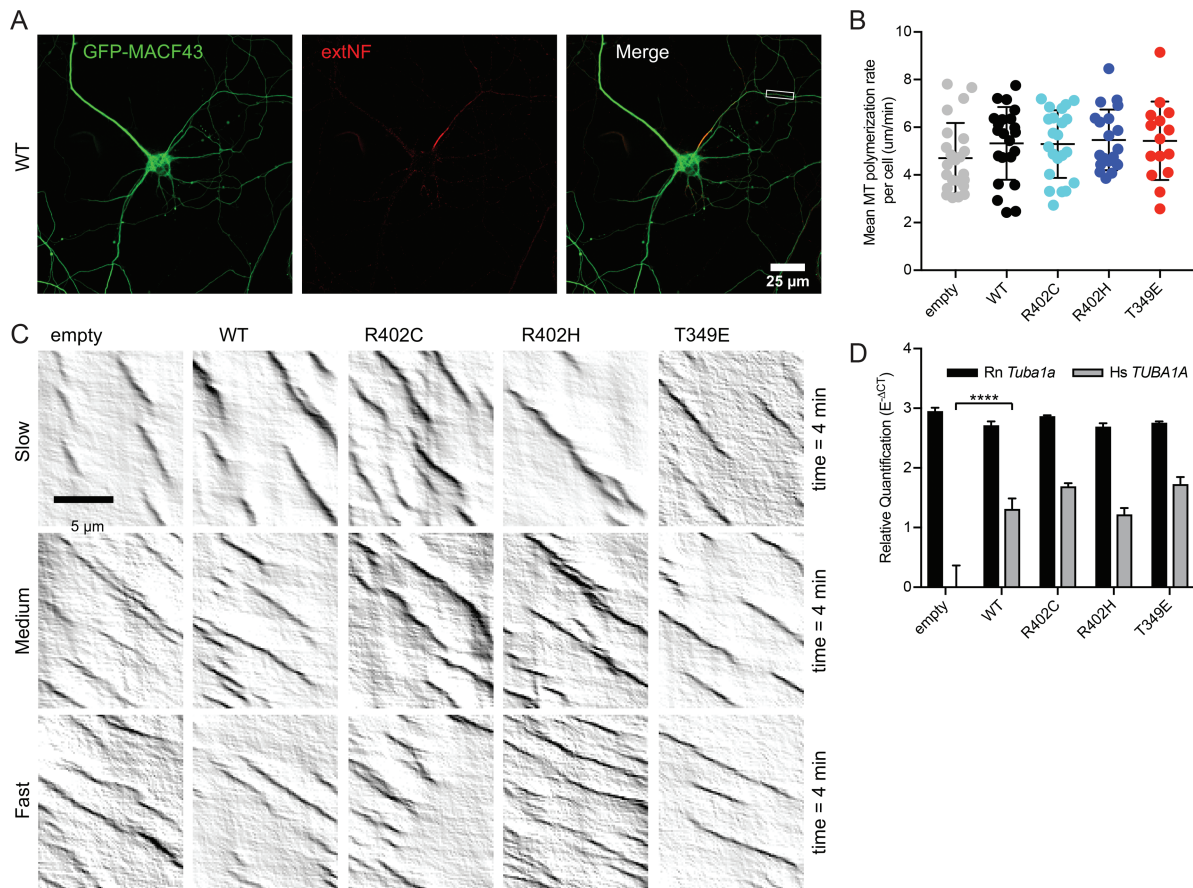 A
GFP-MACF43
extNF
Merge
WT
25 µm
B
Mean MT polymerization rate
per cell (um/min)
10
8
6
4
2
0
empty
WT
R402C
R402H
T349E
C
empty
WT
R402C
R402H
T349E
Slow
5 µm
time = 4 min
Medium
time = 4 min
Fast
time = 4 min
D
Relative Quantification (E-ΔCT)
4
3
2
1
0
Rn Tuba1a
Hs TUBA1A
****
empty
WT
R402C
R402H
T349E